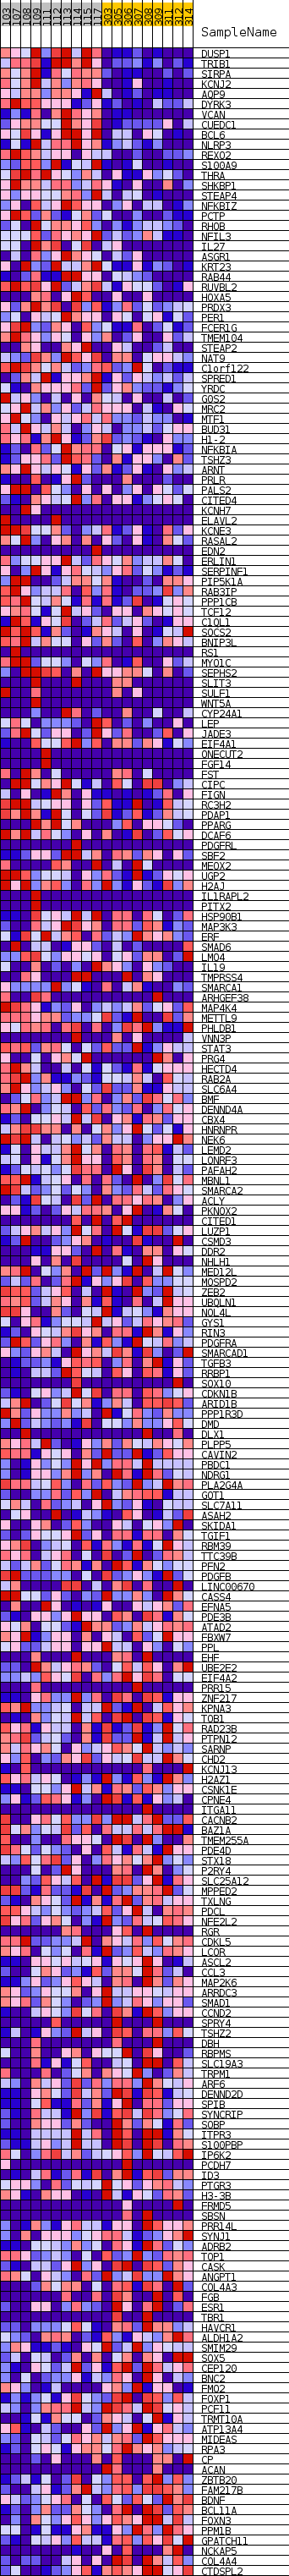 103 107 108 109 111 112 113 114 115 117 303 305 306 307 308 309 311 312 314
SampleName
DUSP1
TRIB1
SIRPA
KCNJ2
AQP9
DYRK3
VCAN
CUEDC1
BCL6
NLRP3
REXO2
S100A9
THRA
SHKBP1
STEAP4
NFKBIZ
PCTP
RHOB
NFIL3
IL27
ASGR1
KRT23
RAB44
RUVBL2
HOXA5
PRDX3
PER1
FCER1G
TMEM104
STEAP2
NAT9
C1orf122
SPRED1
YRDC
G0S2
MRC2
MTF1
BUD31
H1-2
NFKBIA
TSHZ3
ARNT
PRLR
PALS2
CITED4
KCNH7
ELAVL2
KCNE3
RASAL2
EDN2
ERLIN1
SERPINF1
PIP5K1A
RAB3IP
PPP1CB
TCF12
C1QL1
SOCS2
BNIP3L
RS1
MYO1C
SEPHS2
SLIT3
SULF1
WNT5A
CYP24A1
LEP
JADE3
EIF4A1
ONECUT2
FGF14
FST
CIPC
FIGN
RC3H2
PDAP1
PPARG
DCAF6
PDGFRL
SBF2
MEOX2
UGP2
H2AJ
IL1RAPL2
PITX2
HSP90B1
MAP3K3
ERF
SMAD6
LMO4
IL19
TMPRSS4
SMARCA1
ARHGEF38
MAP4K4
METTL9
PHLDB1
VNN3P
STAT3
PRG4
HECTD4
RAB2A
SLC6A4
BMF
DENND4A
CBX4
HNRNPR
NEK6
LEMD2
LONRF3
PAFAH2
MBNL1
SMARCA2
ACLY
PKNOX2
CITED1
LUZP1
CSMD3
DDR2
NHLH1
MED12L
MOSPD2
ZEB2
UBQLN1
NOL4L
GYS1
RIN3
PDGFRA
SMARCAD1
TGFB3
RRBP1
SOX10
CDKN1B
ARID1B
PPP1R3D
DMD
DLX1
PLPP5
CAVIN2
PBDC1
NDRG1
PLA2G4A
GOT1
SLC7A11
ASAH2
SKIDA1
TGIF1
RBM39
TTC39B
PFN2
PDGFB
LINC00670
CASS4
EFNA5
PDE3B
ATAD2
FBXW7
PPL
EHF
UBE2E2
EIF4A2
PRR15
ZNF217
KPNA3
TOB1
RAD23B
PTPN12
SARNP
CHD2
KCNJ13
H2AZ1
CSNK1E
CPNE4
ITGA11
CACNB2
BAZ1A
TMEM255A
PDE4D
STX18
P2RY4
SLC25A12
MPPED2
TXLNG
PDCL
NFE2L2
RGR
CDKL5
LCOR
ASCL2
CCL3
MAP2K6
ARRDC3
SMAD1
CCND2
SPRY4
TSHZ2
DBH
RBPMS
SLC19A3
TRPM1
ARF6
DENND2D
SPIB
SYNCRIP
SOBP
ITPR3
S100PBP
IP6K2
PCDH7
ID3
PTGR3
H3-3B
FRMD5
SBSN
PRR14L
SYNJ1
ADRB2
TOP1
CASK
ANGPT1
COL4A3
FGB
ESR1
TBR1
HAVCR1
ALDH1A2
SMIM29
SOX5
CEP120
BNC2
FMO2
FOXP1
PCF11
TRMT10A
ATP13A4
MIDEAS
RPA3
CP
ACAN
ZBTB20
FAM217B
BDNF
BCL11A
FOXN3
PPM1B
GPATCH11
NCKAP5
COL4A4
CTDSPL2